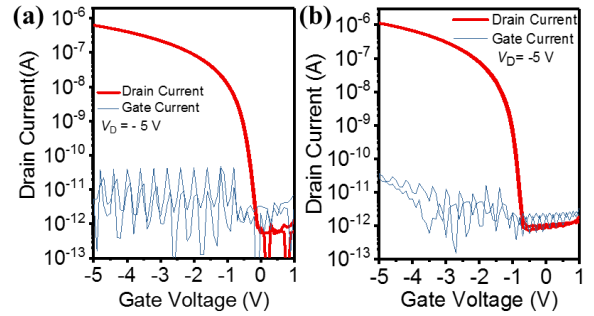 (a)
Drain Current(A)
10-6
10-7
10-8
10-9
10-10
10-11
10-12
10-13
Drain Current
Gate Current
VD = - 5 V
-5 -4 -3 -2 -1 0 1
Gate Voltage (V)
(b)
Drain Current (A)
10-6
10-7
10-8
10-9
10-10
10-11
10-12
10-13
Drain Current
Gate Current
VD= -5 V
-5 -4 -3 -2 -1 0 1
Gate Voltage (V)